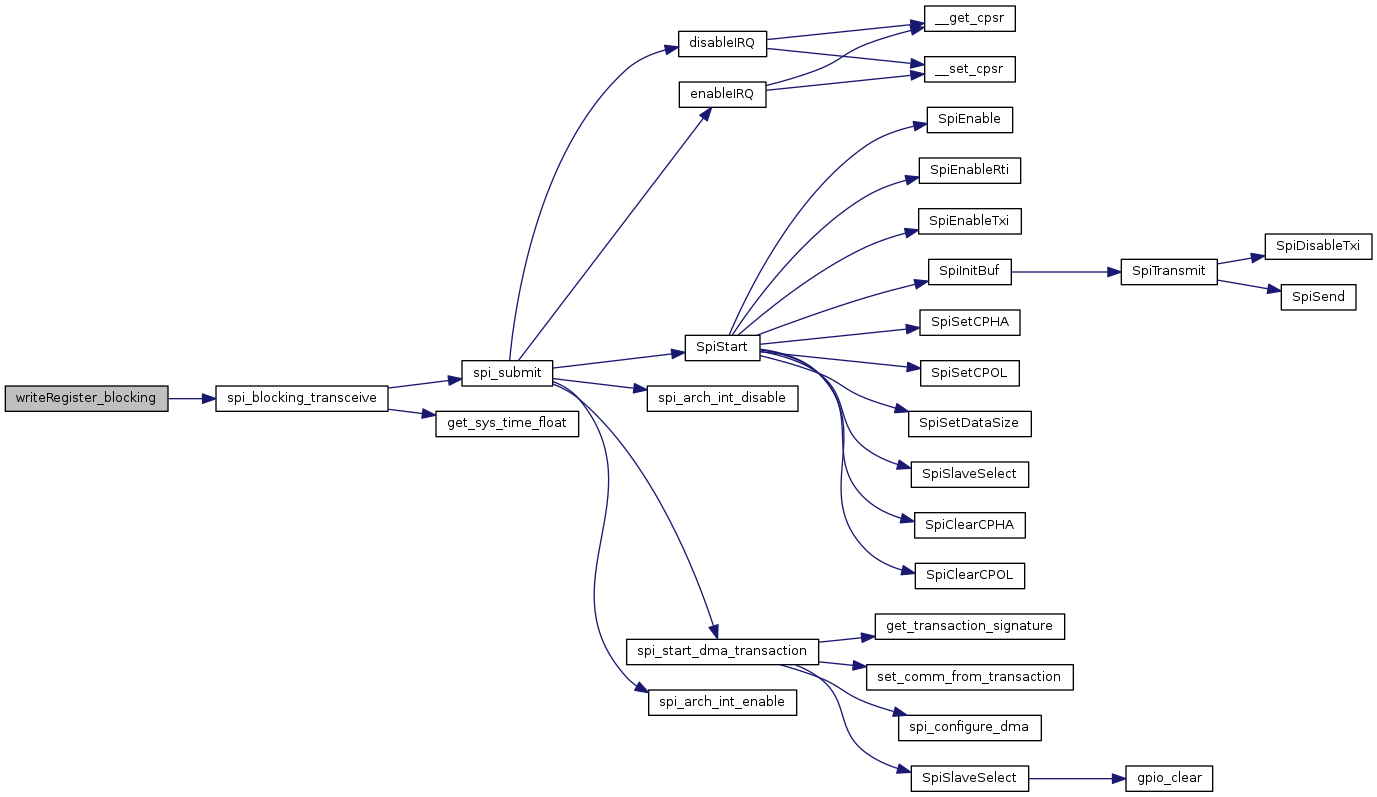 writeRegister_blocking
spi_blocking_transceive
spi_submit
get_sys_time_float
disableIRQ
enableIRQ
SpiStart
spi_arch_int_disable
spi_start_dma_transaction
spi_arch_int_enable
__get_cpsr
__set_cpsr
SpiEnable
SpiEnableRti
SpiEnableTxi
SpiInitBuf
SpiSetCPHA
SpiSetCPOL
SpiSetDataSize
SpiSlaveSelect
SpiClearCPHA
SpiClearCPOL
get_transaction_signature
set_comm_from_transaction
spi_configure_dma
SpiSlaveSelect
SpiTransmit
gpio_clear
SpiDisableTxi
SpiSend